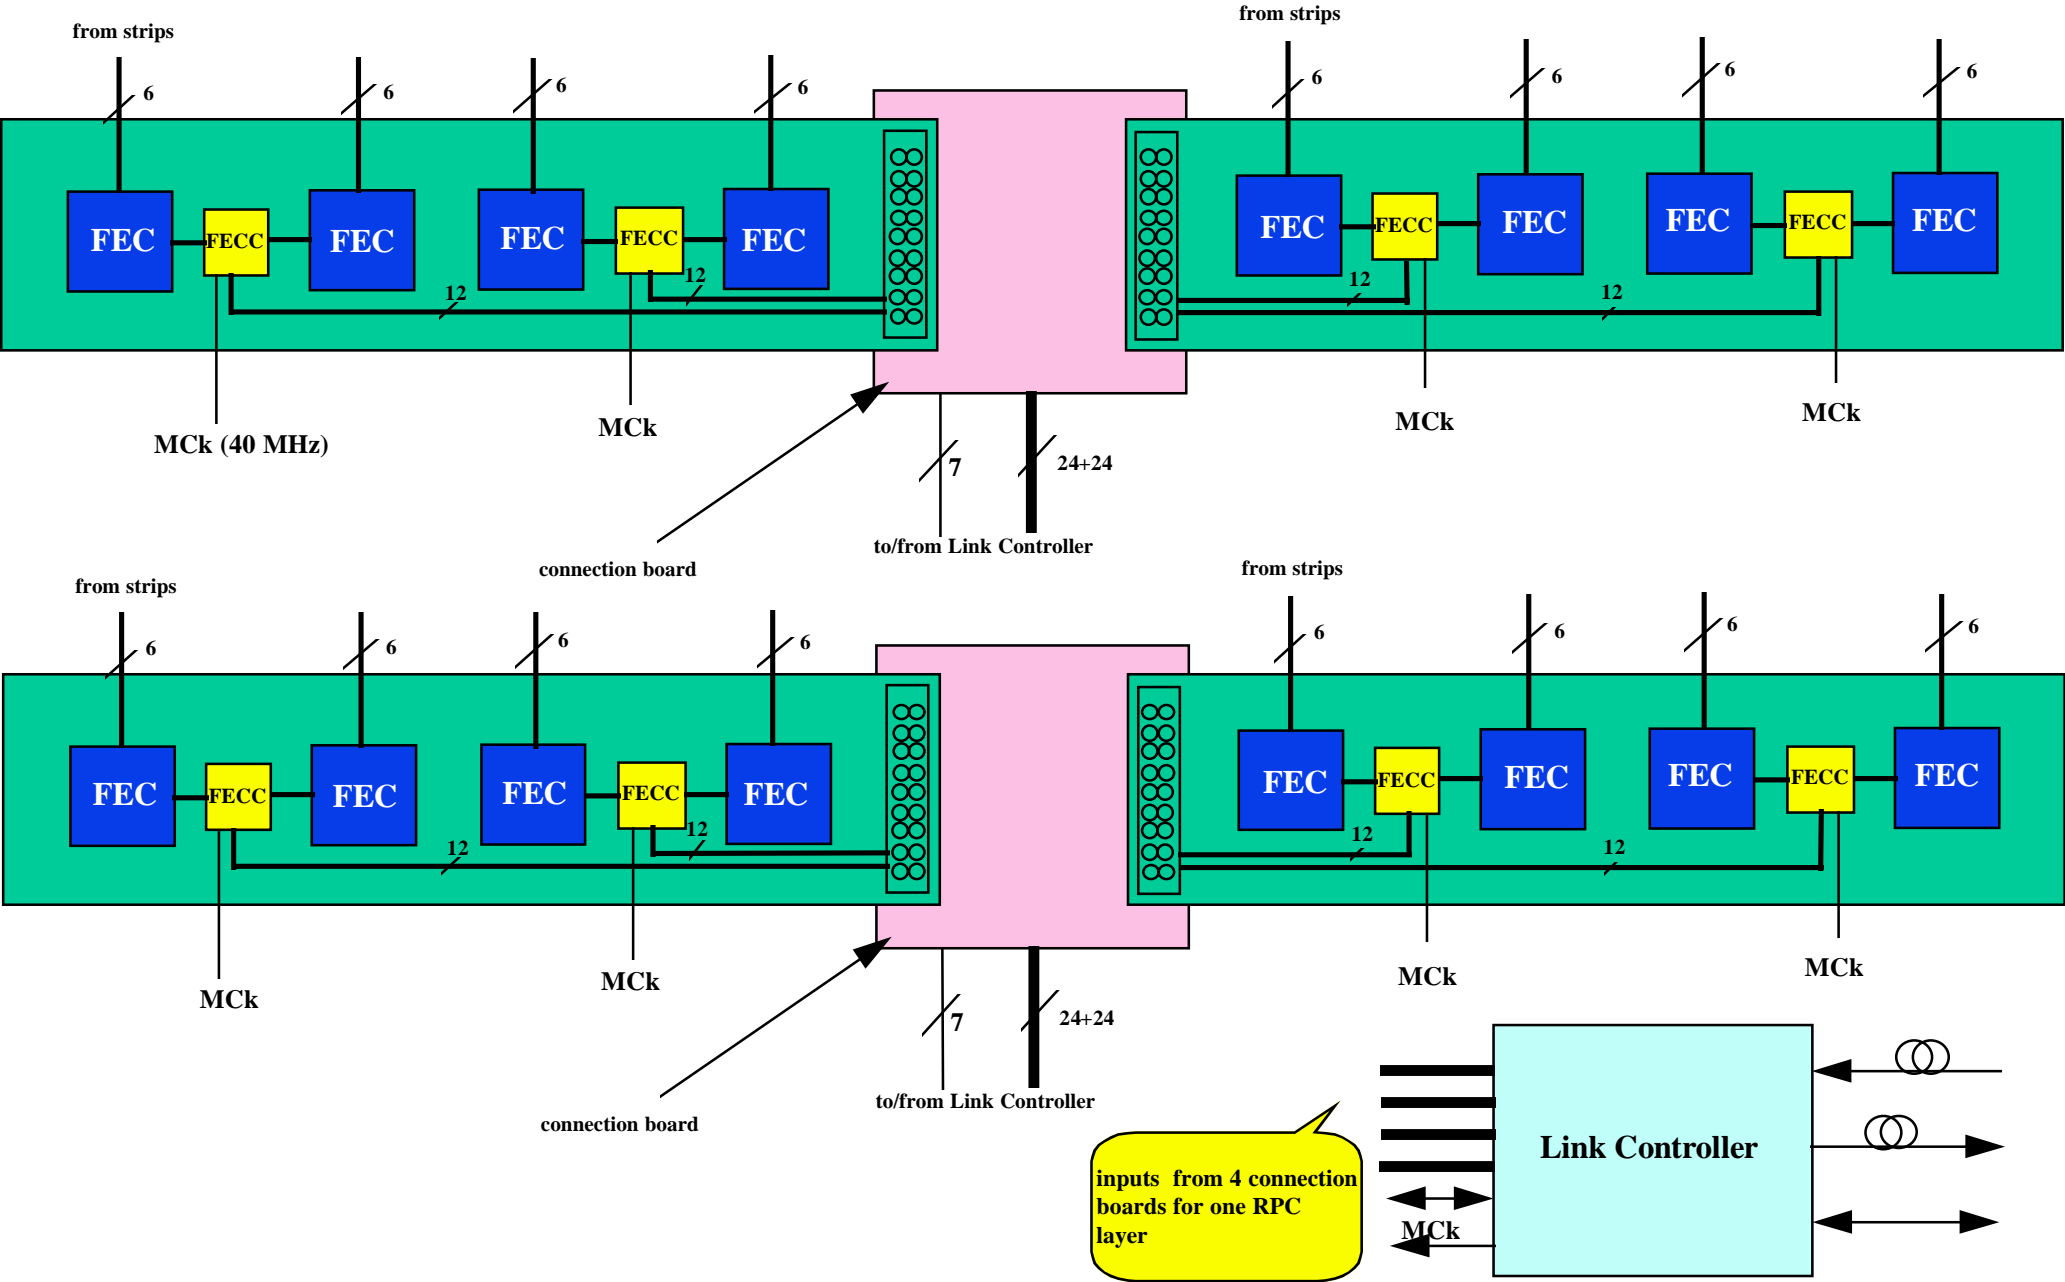 from strips
from strips
6
6
6
6
6
6
6
6
FEC
FECC
FEC
FEC
FECC
FEC
FEC
FECC
FEC
FEC
FECC
FEC
12
12
12
12
MCk (40 MHz)
MCk
MCk
MCk
7
24+24
to/from Link Controller
connection board
from strips
from strips
6
6
6
6
6
6
6
6
FEC
FECC
FEC
FEC
FECC
FEC
FEC
FECC
FEC
FEC
FECC
FEC
12
12
12
12
MCk
MCk
MCk
MCk
7
24+24
to/from Link Controller
connection board
inputs from 4 connection
boards for one RPC
layer
MCk
Link Controller